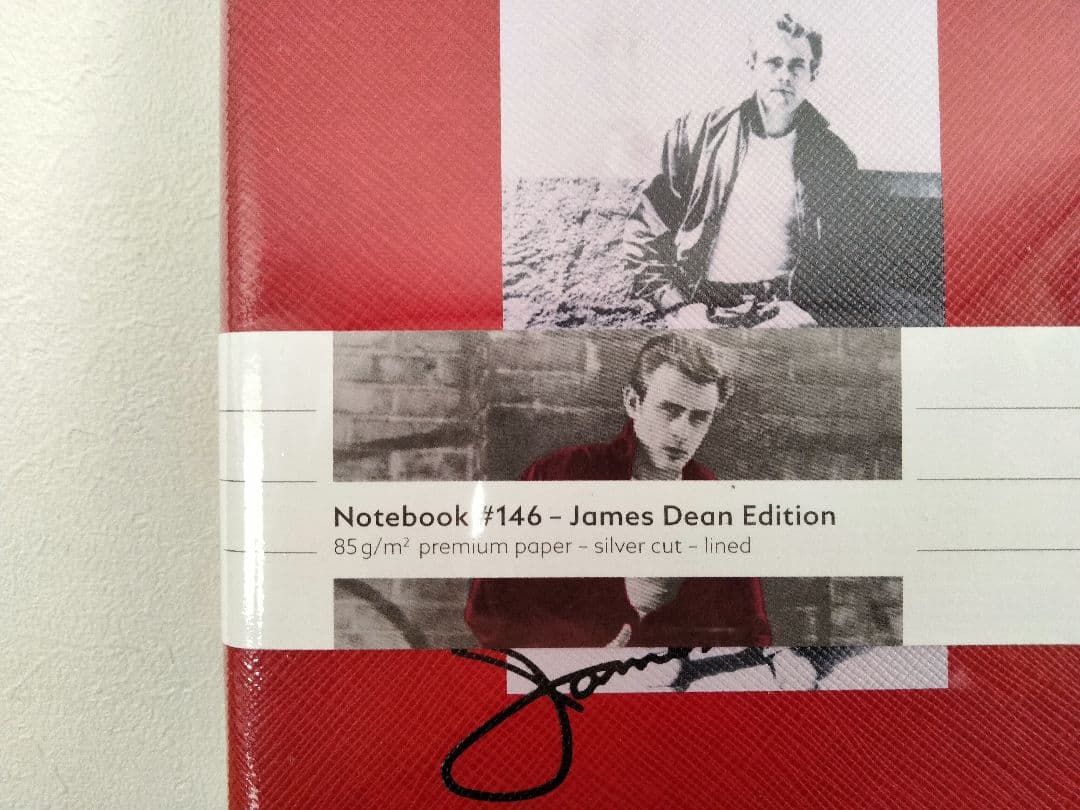 Notebook #146 – James Dean Edition
85 g/m² premium paper – silver cut – lined